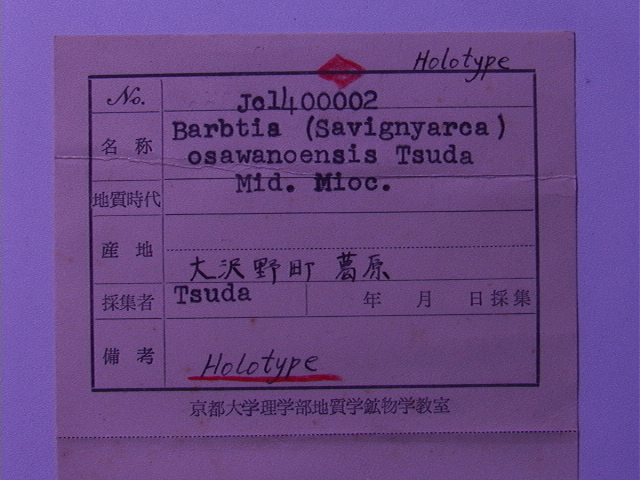 Holotype
No. Jc1400002
名称 Barbtia (Savignyarca)
osawanoensis Tsuda
地質時代 Mid. Mioc.
産地 大沢野町 葛原
採集者 Tsuda 年 月 日採集
備考 Holotype
京都大学理学部地質学鉱物学教室